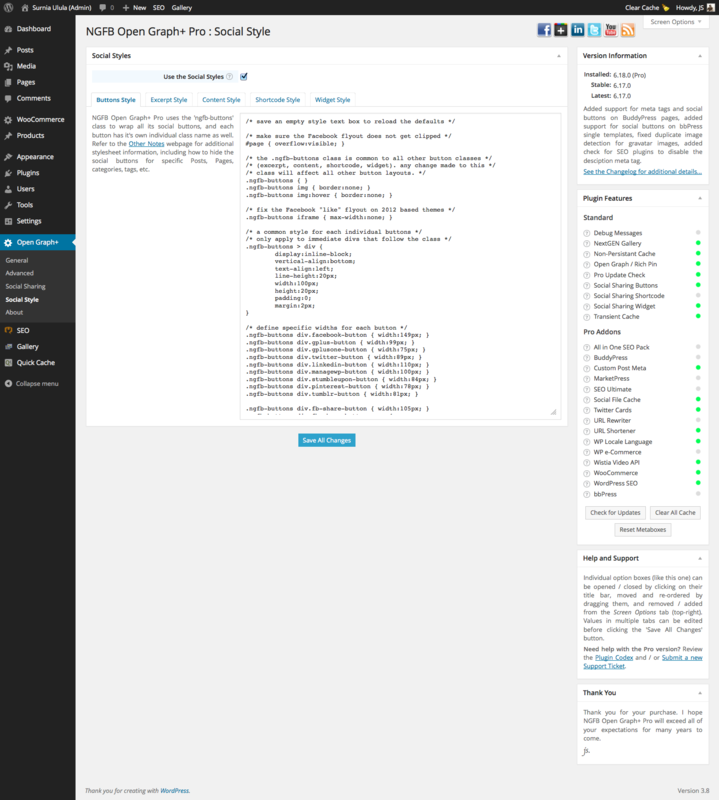 Surnia Ulula (Admin) 0 New SEO Gallery Clear Cache Howdy, JS
Screen Options
Dashboard
Posts
Media
Pages
Comments
WooCommerce
Products
Appearance
Plugins
Users
Tools
Settings
Open Graph+
General
Advanced
Social Sharing
Social Style
About
SEO
Gallery
Quick Cache
Collapse menu
NGFB Open Graph+ Pro : Social Style
Social Styles
Use the Social Styles
Buttons Style Excerpt Style Content Style Shortcode Style Widget Style
NGFB Open Graph+ Pro uses the 'ngfb-buttons'
class to wrap all its social buttons, and each
button has it's own individual class name as well.
Refer to the Other Notes webpage for additional
stylesheet information, including how to hide the
social buttons for specific Posts, Pages,
categories, tags, etc.
/* save an empty style text box to reload the defaults */
/* make sure the Facebook flyout does not get clipped */
#page { overflow:visible; }
/* the .ngfb-buttons class is common to all other button classes */
/* (excerpt, content, shortcode, widget). any change made to this */
/* class will affect all other button layouts. */
.ngfb-buttons { }
.ngfb-buttons img { border:none; }
.ngfb-buttons img:hover { border:none; }
/* fix the Facebook "like" flyout on 2012 based themes */
.ngfb-buttons iframe { max-width:none; }
/* a common style for each individual buttons */
/* only apply to immediate divs that follow the class */
.ngfb-buttons > div {
display:inline-block;
vertical-align:bottom;
text-align:left;
line-height:20px;
width:100px;
height:20px;
padding:0;
margin:2px;
}
/* define specific widths for each button */
.ngfb-buttons div.facebook-button { width:149px; }
.ngfb-buttons div.gplus-button { width:99px; }
.ngfb-buttons div.gplusone-button { width:75px; }
.ngfb-buttons div.twitter-button { width:89px; }
.ngfb-buttons div.linkedin-button { width:110px; }
.ngfb-buttons div.managewp-button { width:100px; }
.ngfb-buttons div.stumbleupon-button { width:84px; }
.ngfb-buttons div.pinterest-button { width:78px; }
.ngfb-buttons div.tumblr-button { width:81px; }
.ngfb-buttons div.fb-share-button { width:105px; }
Save All Changes
Version Information
Installed: 6.18.0 (Pro)
Stable: 6.17.0
Latest: 6.17.0
Added support for meta tags and social
buttons on BuddyPress pages, added
support for social buttons on bbPress
single templates, fixed duplicate image
detection for gravatar images, added
check for SEO plugins to disable the
desciption meta tag.
See the Changelog for additional details...
Plugin Features
Standard
Debug Messages
NextGEN Gallery
Non-Persistant Cache
Open Graph / Rich Pin
Pro Update Check
Social Sharing Buttons
Social Sharing Shortcode
Social Sharing Widget
Transient Cache
Pro Addons
All in One SEO Pack
BuddyPress
Custom Post Meta
MarketPress
SEO Ultimate
Social File Cache
Twitter Cards
URL Rewriter
URL Shortener
WP Locale Language
WP e-Commerce
Wistia Video API
WooCommerce
WordPress SEO
bbPress
Check for Updates Clear All Cache
Reset Metaboxes
Help and Support
Individual option boxes (like this one) can
be opened / closed by clicking on their
title bar, moved and re-ordered by
dragging them, and removed / added
from the Screen Options tab (top-right).
Values in multiple tabs can be edited
before clicking the 'Save All Changes'
button.
Need help with the Pro version? Review
the Plugin Codex and / or Submit a new
Support Ticket.
Thank You
Thank you for your purchase. I hope
NGFB Open Graph+ Pro will exceed all of
your expectations for many years to
come.
js.
Thank you for creating with WordPress. Version 3.8